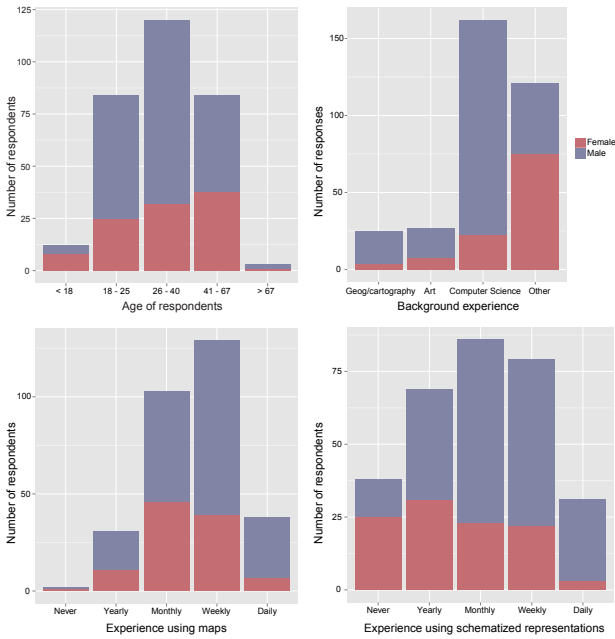 125
100
75
50
25
0
Number of respondents
< 18 18 - 25 26 - 40 41 - 67 > 67
Age of respondents
150
100
50
0
Number of responses
Geog/cartography Art Computer Science Other
Background experience
Female
Male
100
50
0
Number of respondents
Never Yearly Monthly Weekly Daily
Experience using maps
75
50
25
0
Number of respondents
Never Yearly Monthly Weekly Daily
Experience using schematized representations